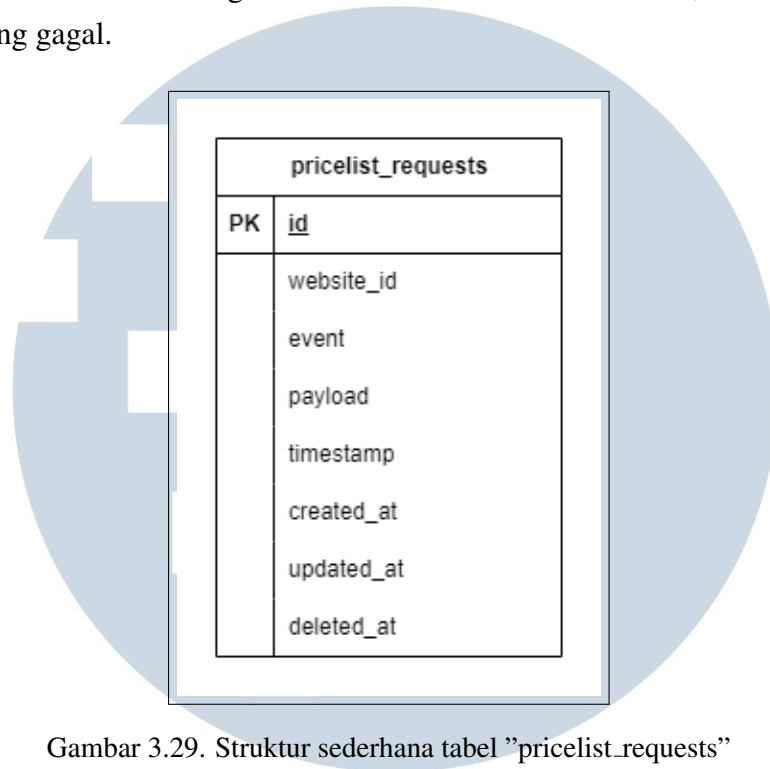 ng gagal.
pricelist_requests
PK id
website_id
event
payload
timestamp
created_at
updated_at
deleted_at
Gambar 3.29. Struktur sederhana tabel ”pricelist_requests”